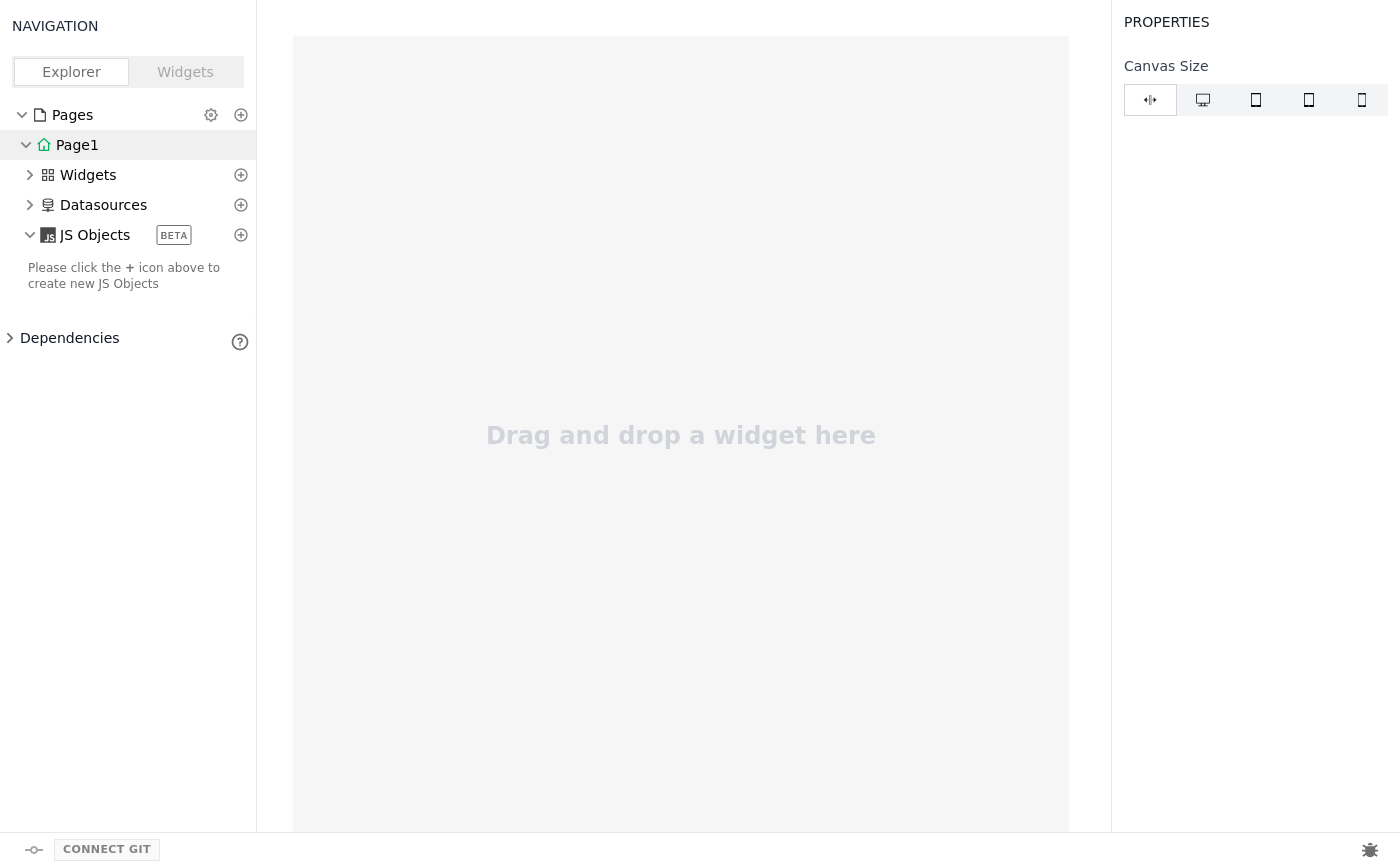 NAVIGATION
Explorer
Widgets
Pages
Page1
Widgets
Datasources
JS Objects BETA
Please click the + icon above to
create new JS Objects
Dependencies
Drag and drop a widget here
PROPERTIES
Canvas Size
CONNECT GIT